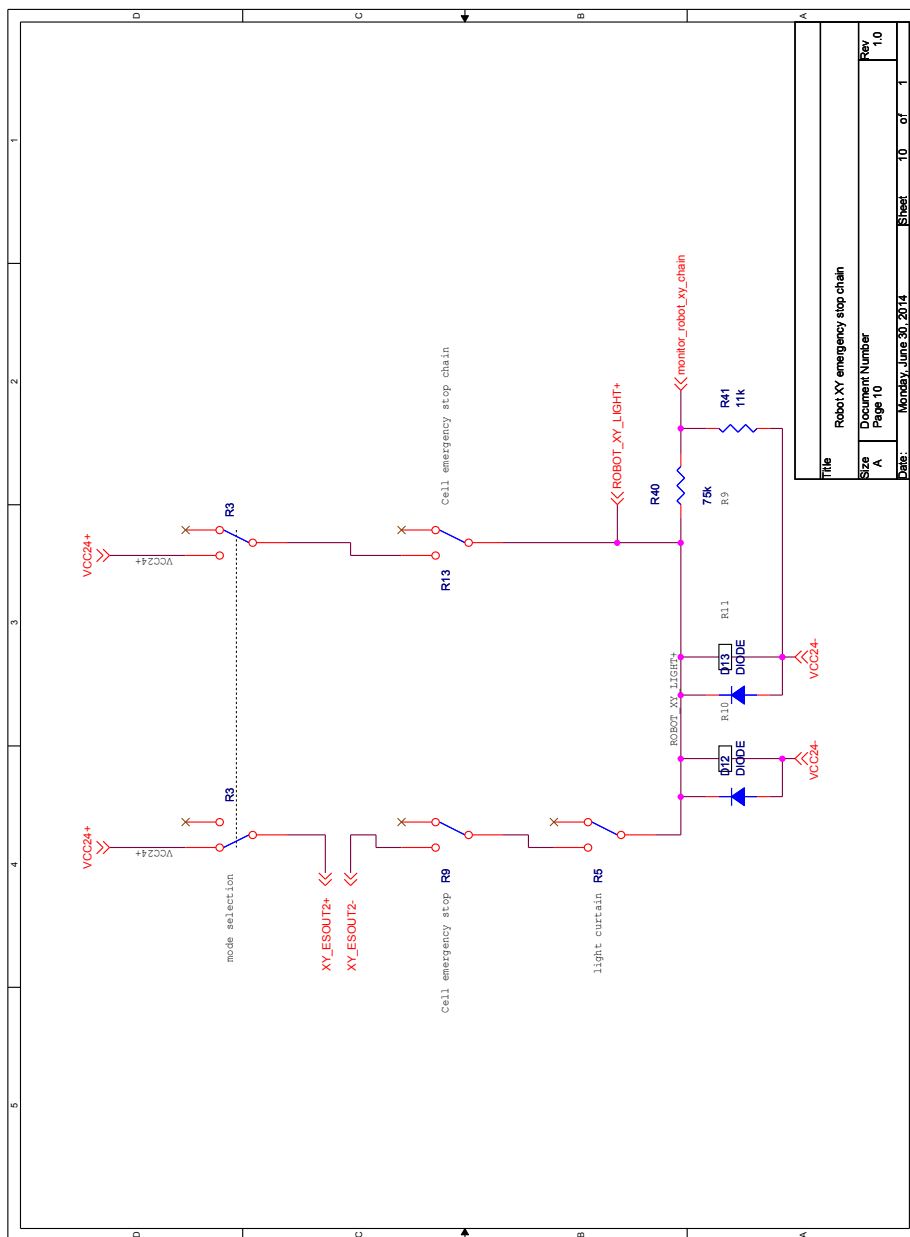 D
C
B
A
1
2
3
4
5
VCC24+
VCC24+
R3
VCC24+
VCC24+
R3
mode selection
XY_ESOUT2+
XY_ESOUT2-
Cell emergency stop chain
R13
R9
Cell emergency stop
R5
light curtain
ROBOT_XY_LIGHT+
monitor_robot_xy_chain
R40
75k
R41
11k
R9
R11
D13
DIODE
ROBOT_XY_LIGHT+
R10
D12
DIODE
VCC24-
VCC24-
Title
Robot XY emergency stop chain
Size
A
Document Number
Page 10
Rev
1.0
Date:
Monday, June 30, 2014
Sheet
10
of
1
D
C
B
A